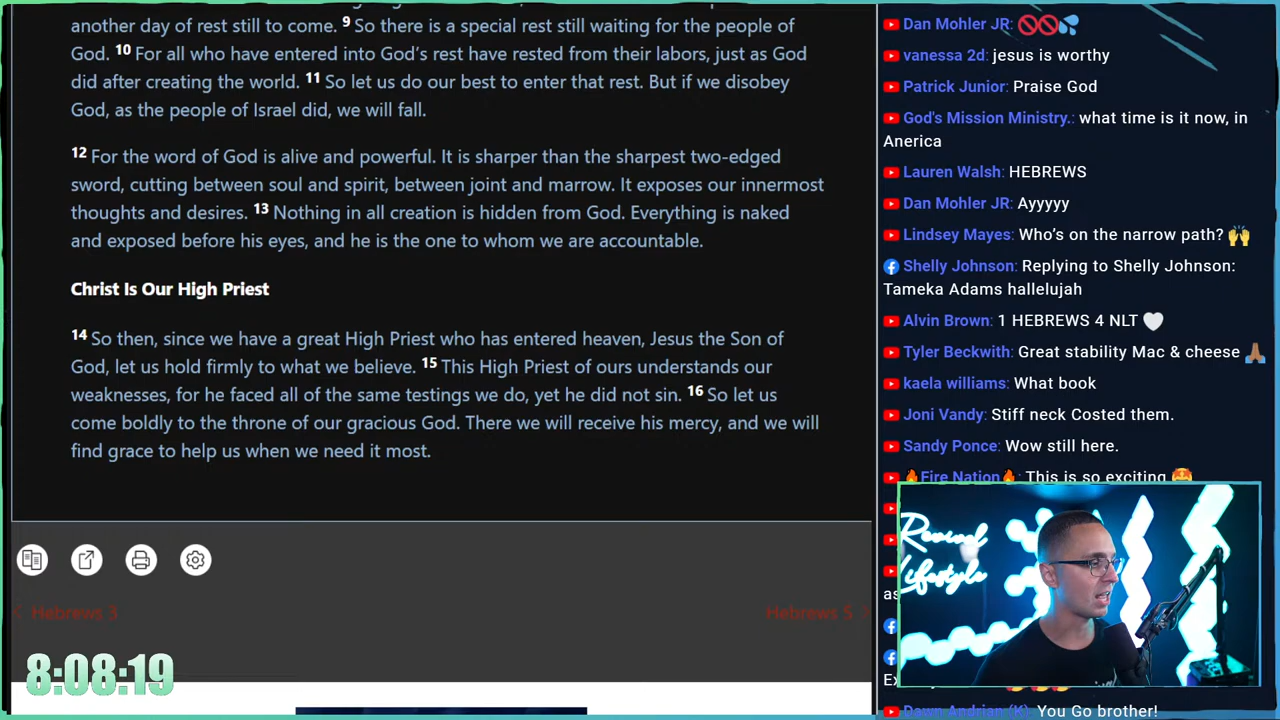 another day of rest still to come. 9 So there is a special rest still waiting for the people of
God. 10 For all who have entered into God's rest have rested from their labors, just as God
did after creating the world. 11 So let us do our best to enter that rest. But if we disobey
God, as the people of Israel did, we will fall.
12 For the word of God is alive and powerful. It is sharper than the sharpest two-edged
sword, cutting between soul and spirit, between joint and marrow. It exposes our innermost
thoughts and desires. 13 Nothing in all creation is hidden from God. Everything is naked
and exposed before his eyes, and he is the one to whom we are accountable.
Christ Is Our High Priest
14 So then, since we have a great High Priest who has entered heaven, Jesus the Son of
God, let us hold firmly to what we believe. 15 This High Priest of ours understands our
weaknesses, for he faced all of the same testings we do, yet he did not sin. 16 So let us
come boldly to the throne of our gracious God. There we will receive his mercy, and we will
find grace to help us when we need it most.
< Hebrews 3
Hebrews 5 >
8:08:19
Dan Mohler JR: 🚫🚫💦
vanessa 2d: jesus is worthy
Patrick Junior: Praise God
God's Mission Ministry.: what time is it now, in
Anerica
Lauren Walsh: HEBREWS
Dan Mohler JR: Ayyyyy
Lindsey Mayes: Who's on the narrow path? 🙌
Shelly Johnson: Replying to Shelly Johnson:
Tameka Adams hallelujah
Alvin Brown: 1 HEBREWS 4 NLT 🤍
Tyler Beckwith: Great stability Mac & cheese 🙏🏾
kaela williams: What book
Joni Vandy: Stiff neck Costed them.
Sandy Ponce: Wow still here.
🔥Fire Nation🔥: This is so exciting 🤩
Revival
Lifestyle
Down Andrian (K): You Go brother!